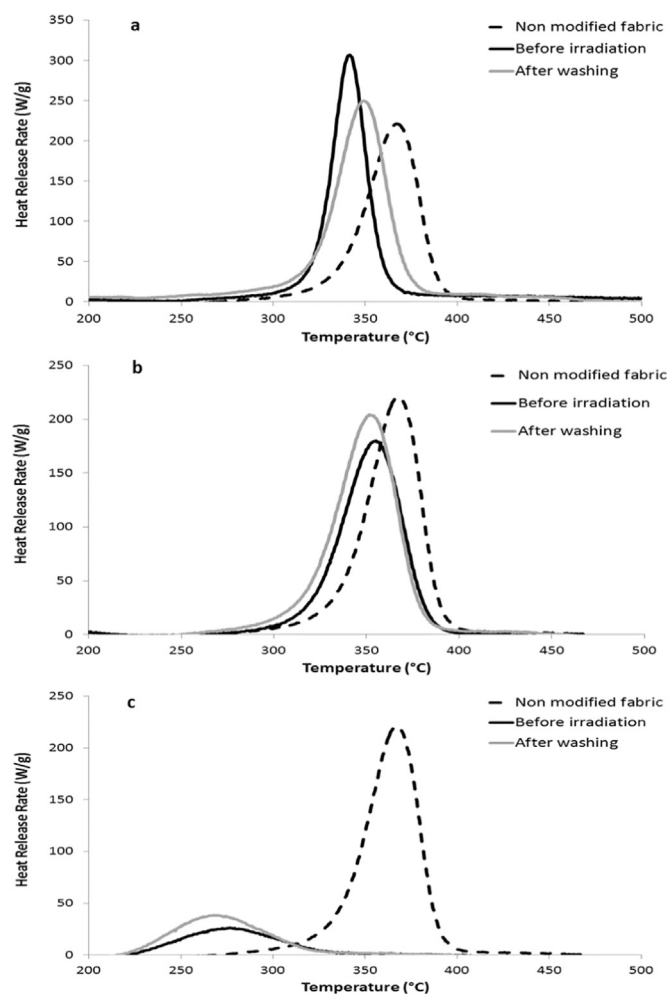 a
Non modified fabric
Before irradiation
After washing
Heat Release Rate (W/g)
350
300
250
200
150
100
50
0
200 250 300 350 400 450 500
Temperature (°C)
b
Non modified fabric
Before irradiation
After washing
Heat Release Rate (W/g)
250
200
150
100
50
0
200 250 300 350 400 450 500
Temperature (°C)
c
Non modified fabric
Before irradiation
After washing
Heat Release Rate (W/g)
250
200
150
100
50
0
200 250 300 350 400 450 500
Temperature (°C)